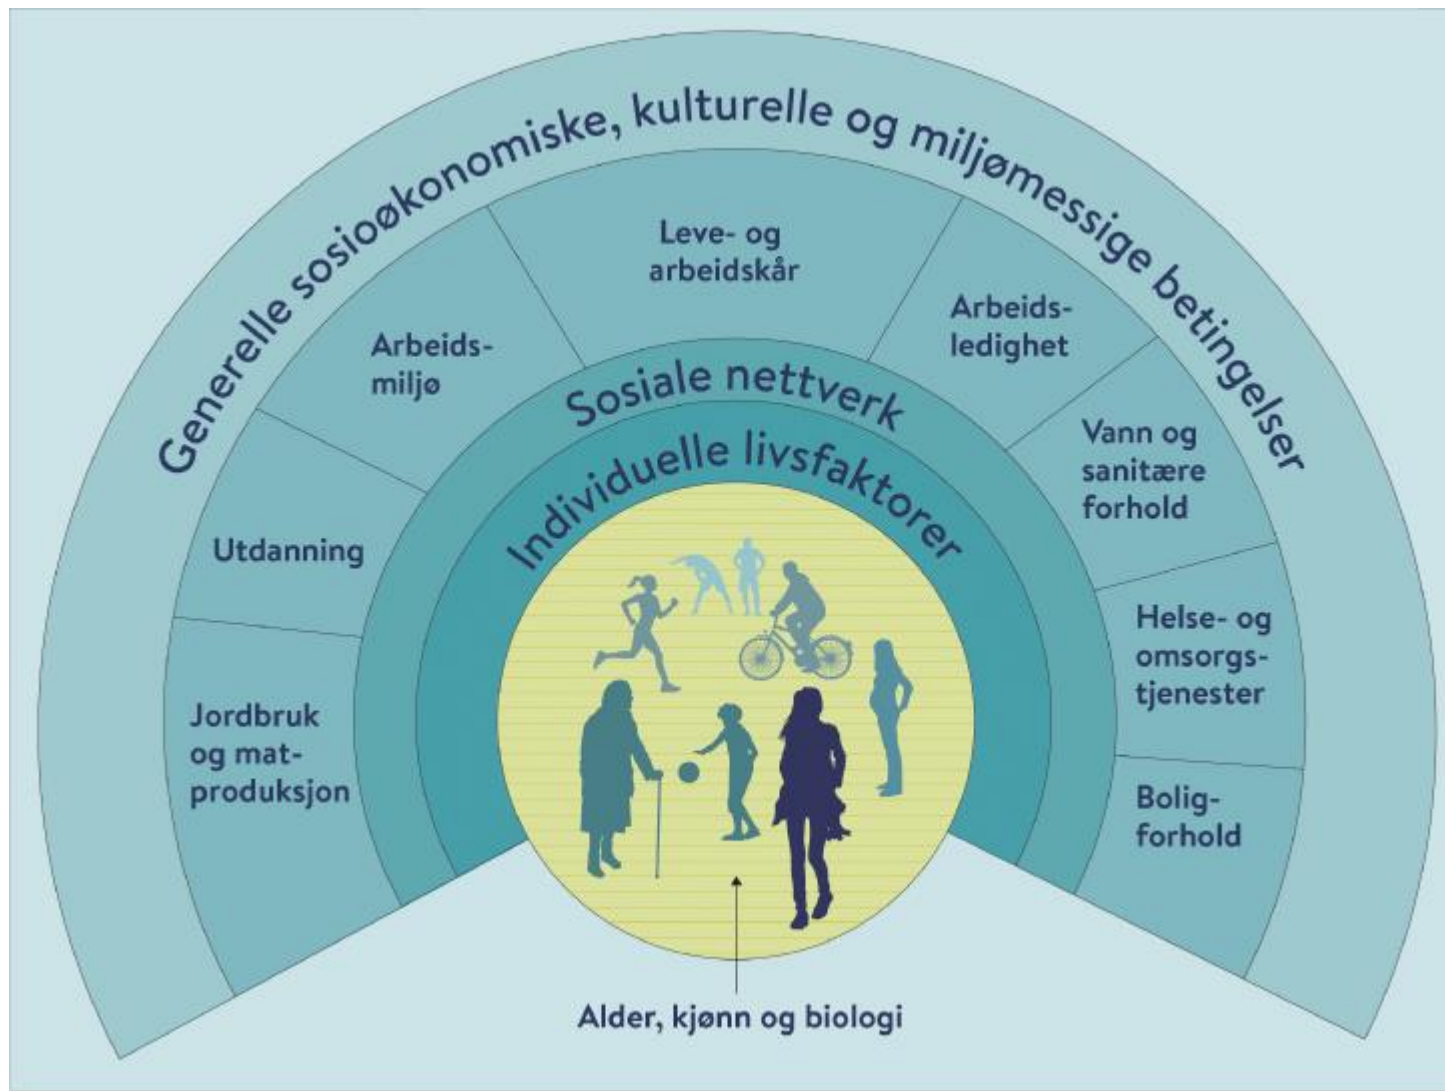 Generelle sosioøkonomiske, kulturelle og miljømessige betingelser
Leve- og
arbeidskår
Arbeids-
miljø
Arbeids-
ledighet
Sosiale nettverk
Individuelle livsfaktorer
Utdanning
Vann og
sanitære
forhold
Jordbruk
og mat-
produksjon
Helse- og
omsorgs-
tjenester
Bolig-
forhold
Alder, kjønn og biologi